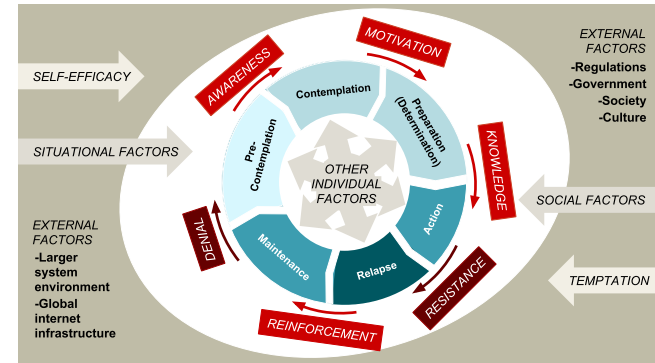 EXTERNAL
FACTORS
-Regulations
-Government
-Society
-Culture
SELF-EFFICACY
SITUATIONAL FACTORS
EXTERNAL
FACTORS
-Larger
system
environment
-Global
internet
infrastructure
AWARENESS
MOTIVATION
KNOWLEDGE
RESISTANCE
REINFORCEMENT
DENIAL
Pre-
Contemplation
Contemplation
Preparation
(Determination)
Action
Relapse
Maintenance
OTHER
INDIVIDUAL
FACTORS
SOCIAL FACTORS
TEMPTATION